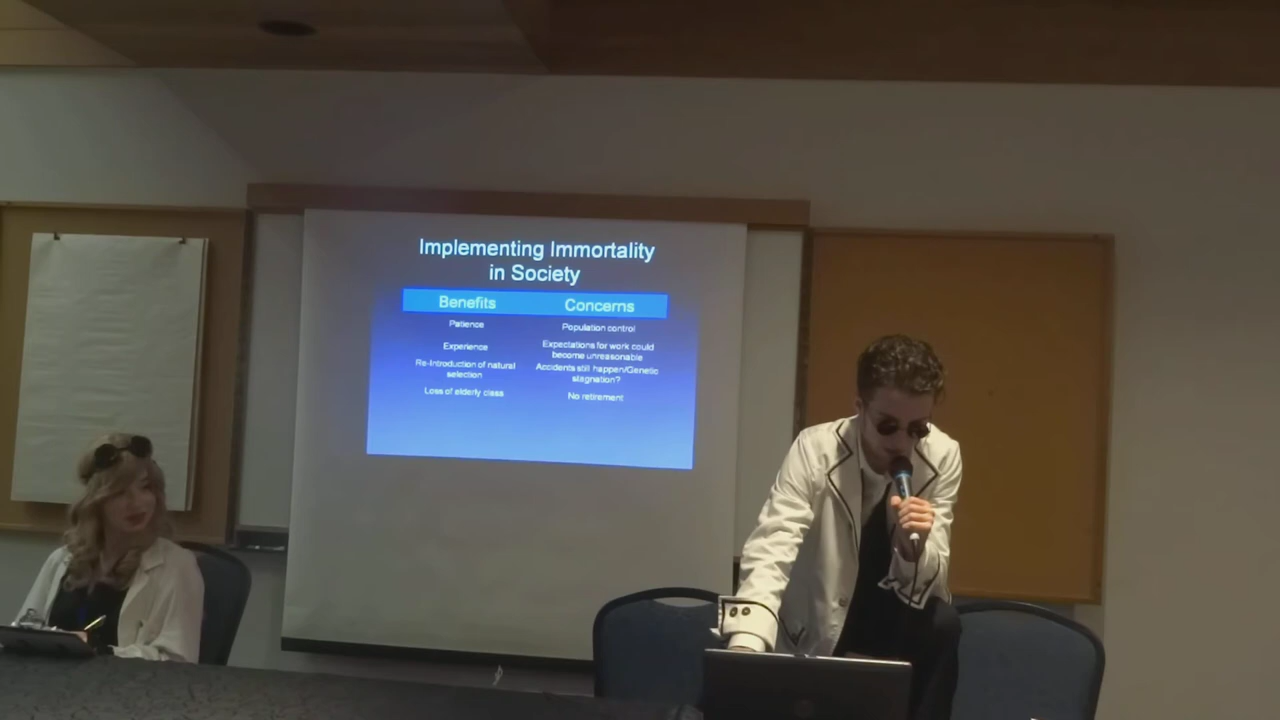 Implementing Immortality
in Society
Benefits Concerns
Patience Population control
Experience Expectations for work could
become unreasonable
Re-Introduction of natural
selection
Accidents still happen/Genetic
stagnation?
Loss of elderly class No retirement